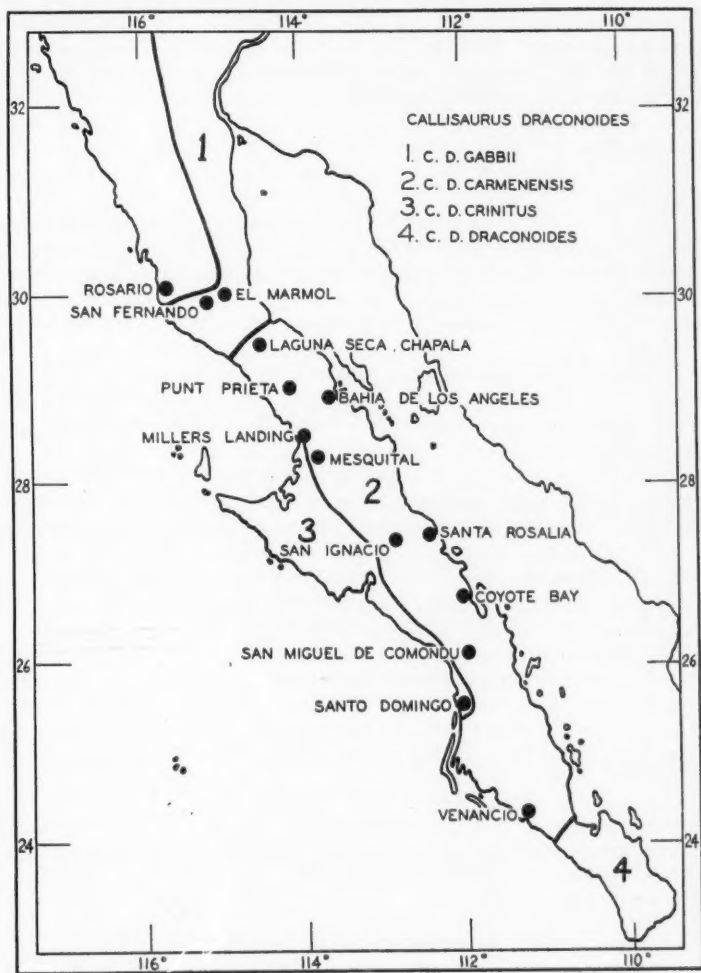 116°
114°
112°
110°
32
32
CALLISAURUS DRACONOIDES
1. C. D. GABBII
2 C. D. CARMENENSIS
3 C. D. CRINITUS
4. C. D. DRACONOIDES
1
30
30
ROSARIO
EL MARMOL
SAN FERNANDO
LAGUNA SECA CHAPALA
PUNT PRIETA
BAHIA DE LOS ANGELES
MILLERS LANDING
MESQUITAL
28
28
2
3
SANTA ROSALIA
SAN IGNACIO
COYOTE BAY
26
26
SAN MIGUEL DE COMONDU
SANTO DOMINGO
VENANCIO
24
24
4
116°
114°
112°
110°